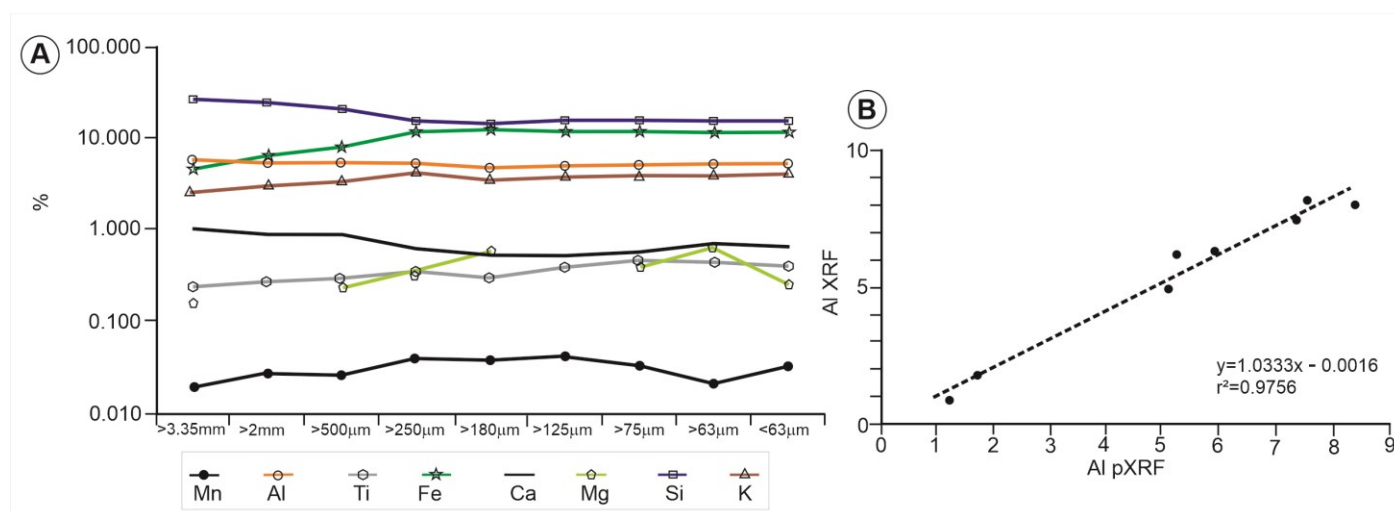 A
100.000
10.000
1.000
0.100
0.010
%
>3.35mm >2mm >500μm >250μm >180μm >125μm >75μm >63μm <63μm
Mn Al Ti Fe Ca Mg Si K
B
10
5
0
Al XRF
y=1.0333x − 0.0016
r²=0.9756
0 1 2 3 4 5 6 7 8 9
Al pXRF